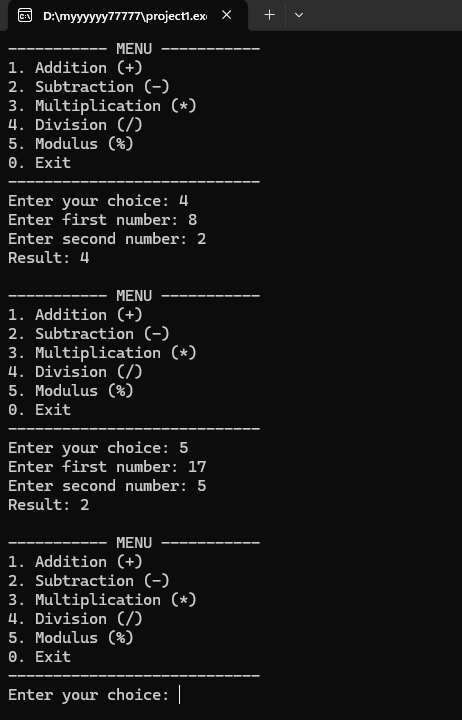 D:\myyyyyy77777\project1.ex
----------- MENU -----------
1. Addition (+)
2. Subtraction (-)
3. Multiplication (*)
4. Division (/)
5. Modulus (%)
0. Exit
----------------------------
Enter your choice: 4
Enter first number: 8
Enter second number: 2
Result: 4
----------- MENU -----------
1. Addition (+)
2. Subtraction (-)
3. Multiplication (*)
4. Division (/)
5. Modulus (%)
0. Exit
----------------------------
Enter your choice: 5
Enter first number: 17
Enter second number: 5
Result: 2
----------- MENU -----------
1. Addition (+)
2. Subtraction (-)
3. Multiplication (*)
4. Division (/)
5. Modulus (%)
0. Exit
----------------------------
Enter your choice: